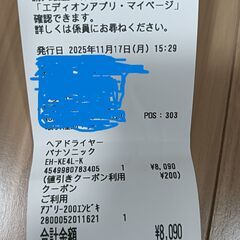 「エディオンアプリ・マイページ」
確認できます。
詳しくは係員にお尋ねください。
発行日 2025年11月17日(月) 15:29
POS: 303
ヘアドライヤー
パナソニック
EH-KE4L-K 1 ¥8,090
4549980783405
(値引きクーポン利用 ¥200)
クーポン
ご利用
アプリ-200エンビキ
2800052011621 1
合計金額 ¥8,090